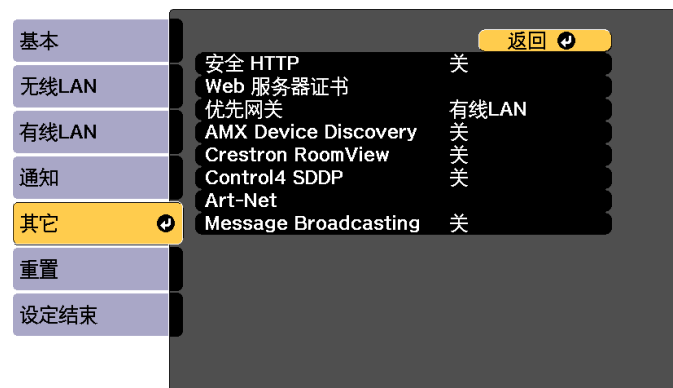 基本
无线LAN
有线LAN
通知
其它
重置
设定结束
返回
安全 HTTP 关
Web 服务器证书
优先网关 有线LAN
AMX Device Discovery 关
Crestron RoomView 关
Control4 SDDP 关
Art-Net
Message Broadcasting 关